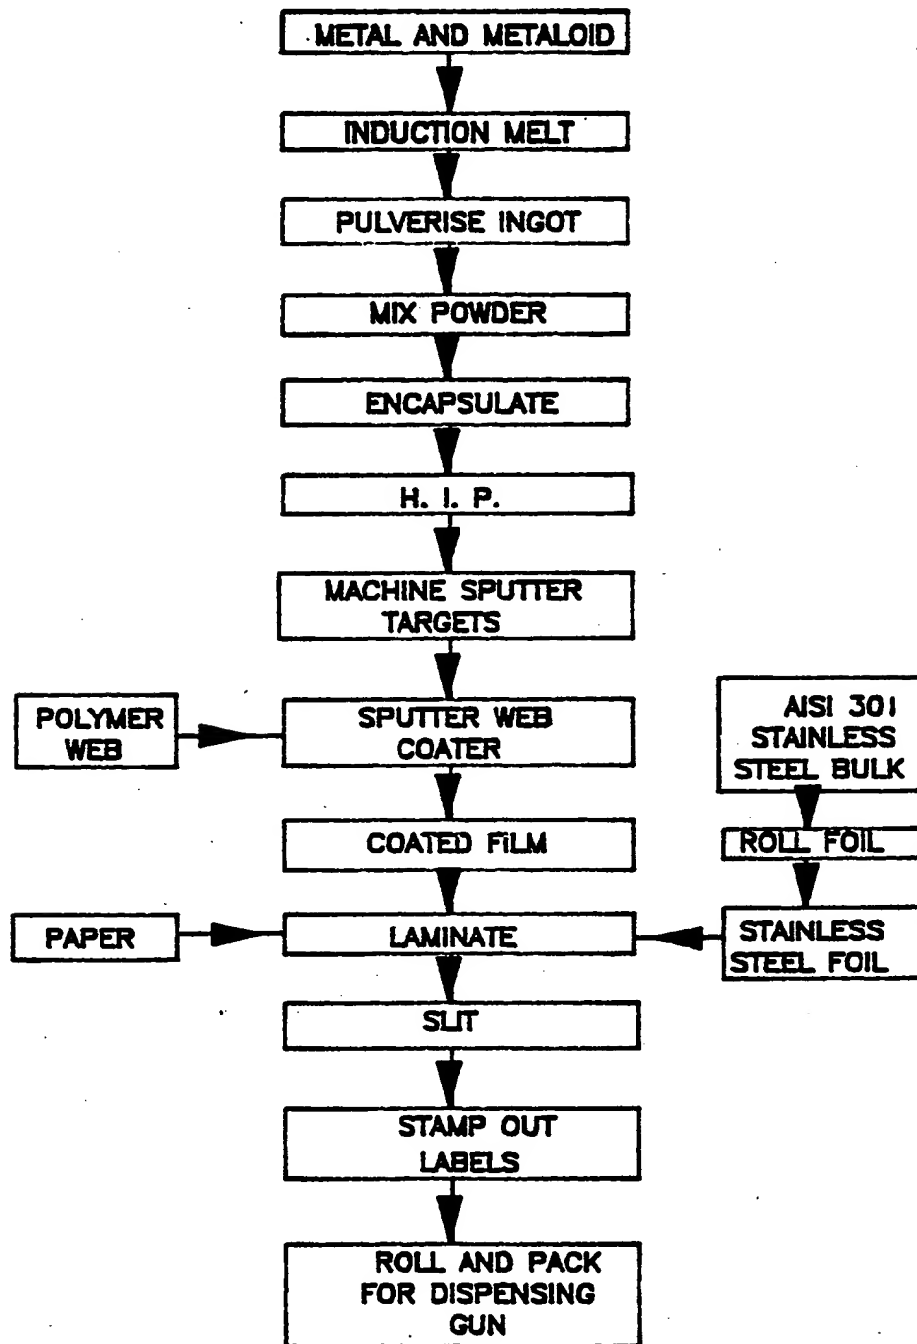 METAL AND METALOID
INDUCTION MELT
PULVERISE INGOT
MIX POWDER
ENCAPSULATE
H. I. P.
MACHINE SPUTTER
TARGETS
POLYMER
WEB
SPUTTER WEB
COATER
AISI 301
STAINLESS
STEEL BULK
COATED FILM
ROLL FOIL
PAPER
LAMINATE
STAINLESS
STEEL FOIL
SLIT
STAMP OUT
LABELS
ROLL AND PACK
FOR DISPENSING
GUN